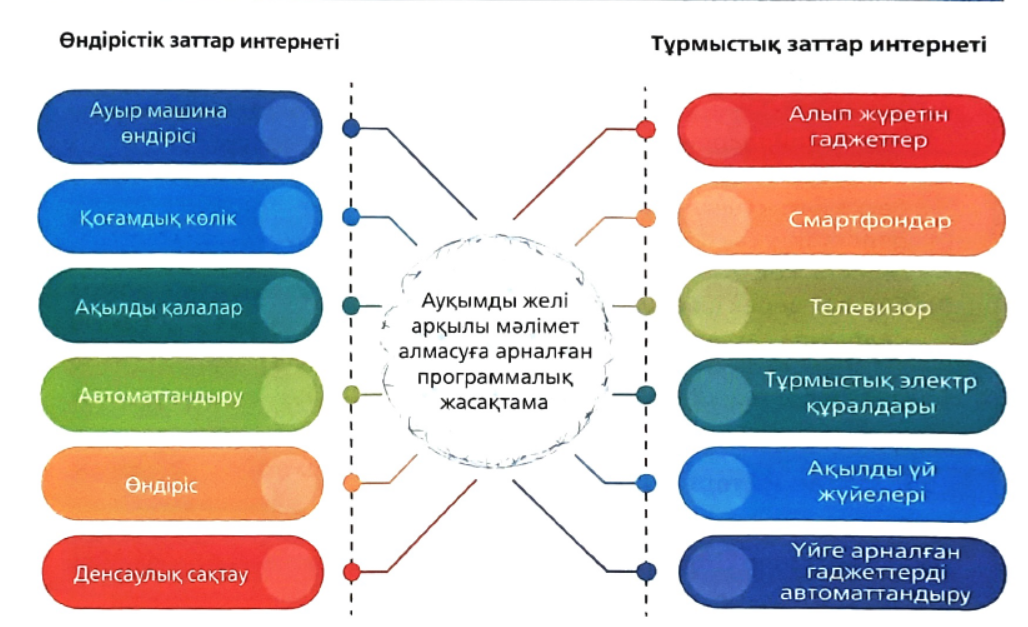 Өндірістік заттар интернеті
Ауыр машина
өндірісі
Қоғамдық көлік
Ақылды қалалар
Автоматтандыру
Өндіріс
Денсаулық сақтау
Ауқымды желі
арқылы мәлімет
алмасуға арналған
программалық
жасақтама
Тұрмыстық заттар интернеті
Алып жүретін
гаджеттер
Смартфондар
Телевизор
Тұрмыстық электр
құралдары
Ақылды үй
жүйелері
Үйге арналған
гаджеттерді
автоматтандыру